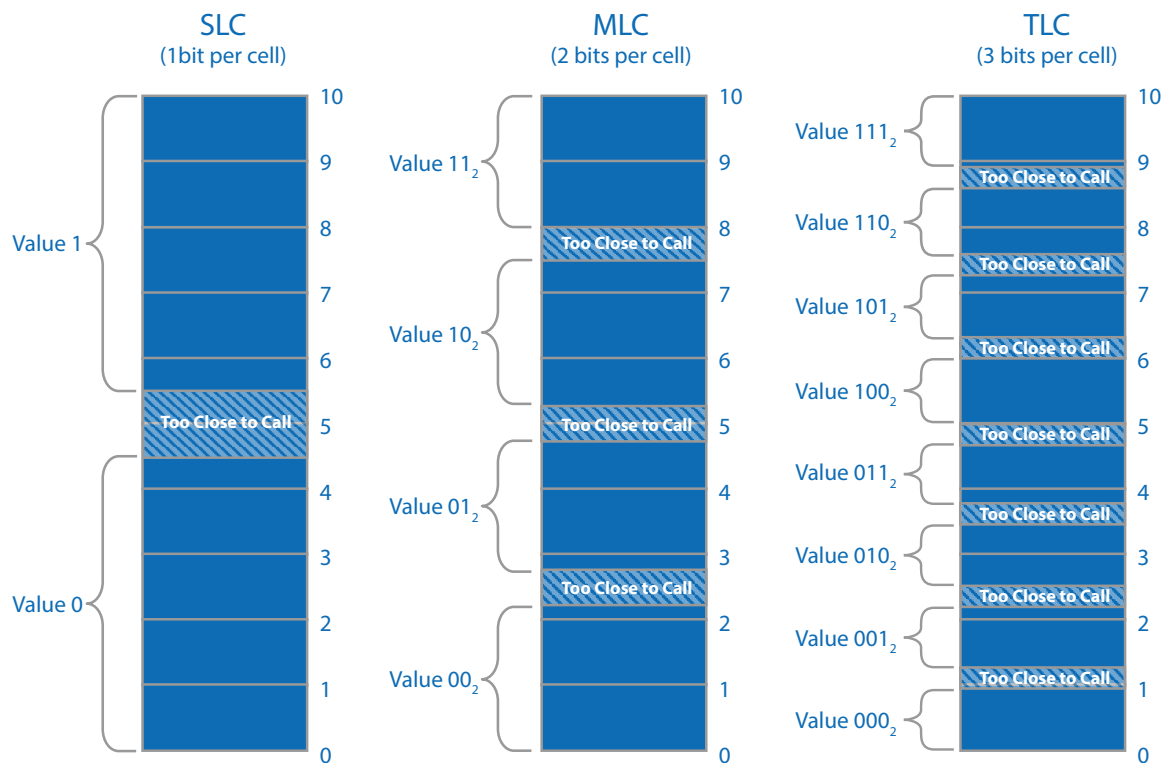 SLC
(1bit per cell)
10
9
8
7
6
5
4
3
2
1
0
Value 1
Too Close to Call
Value 0
MLC
(2 bits per cell)
10
9
8
7
6
5
4
3
2
1
0
Value 11₂
Too Close to Call
Value 10₂
Too Close to Call
Value 01₂
Too Close to Call
Value 00₂
TLC
(3 bits per cell)
10
9
8
7
6
5
4
3
2
1
0
Value 111₂
Too Close to Call
Value 110₂
Too Close to Call
Value 101₂
Too Close to Call
Value 100₂
Too Close to Call
Value 011₂
Too Close to Call
Value 010₂
Too Close to Call
Value 001₂
Too Close to Call
Value 000₂